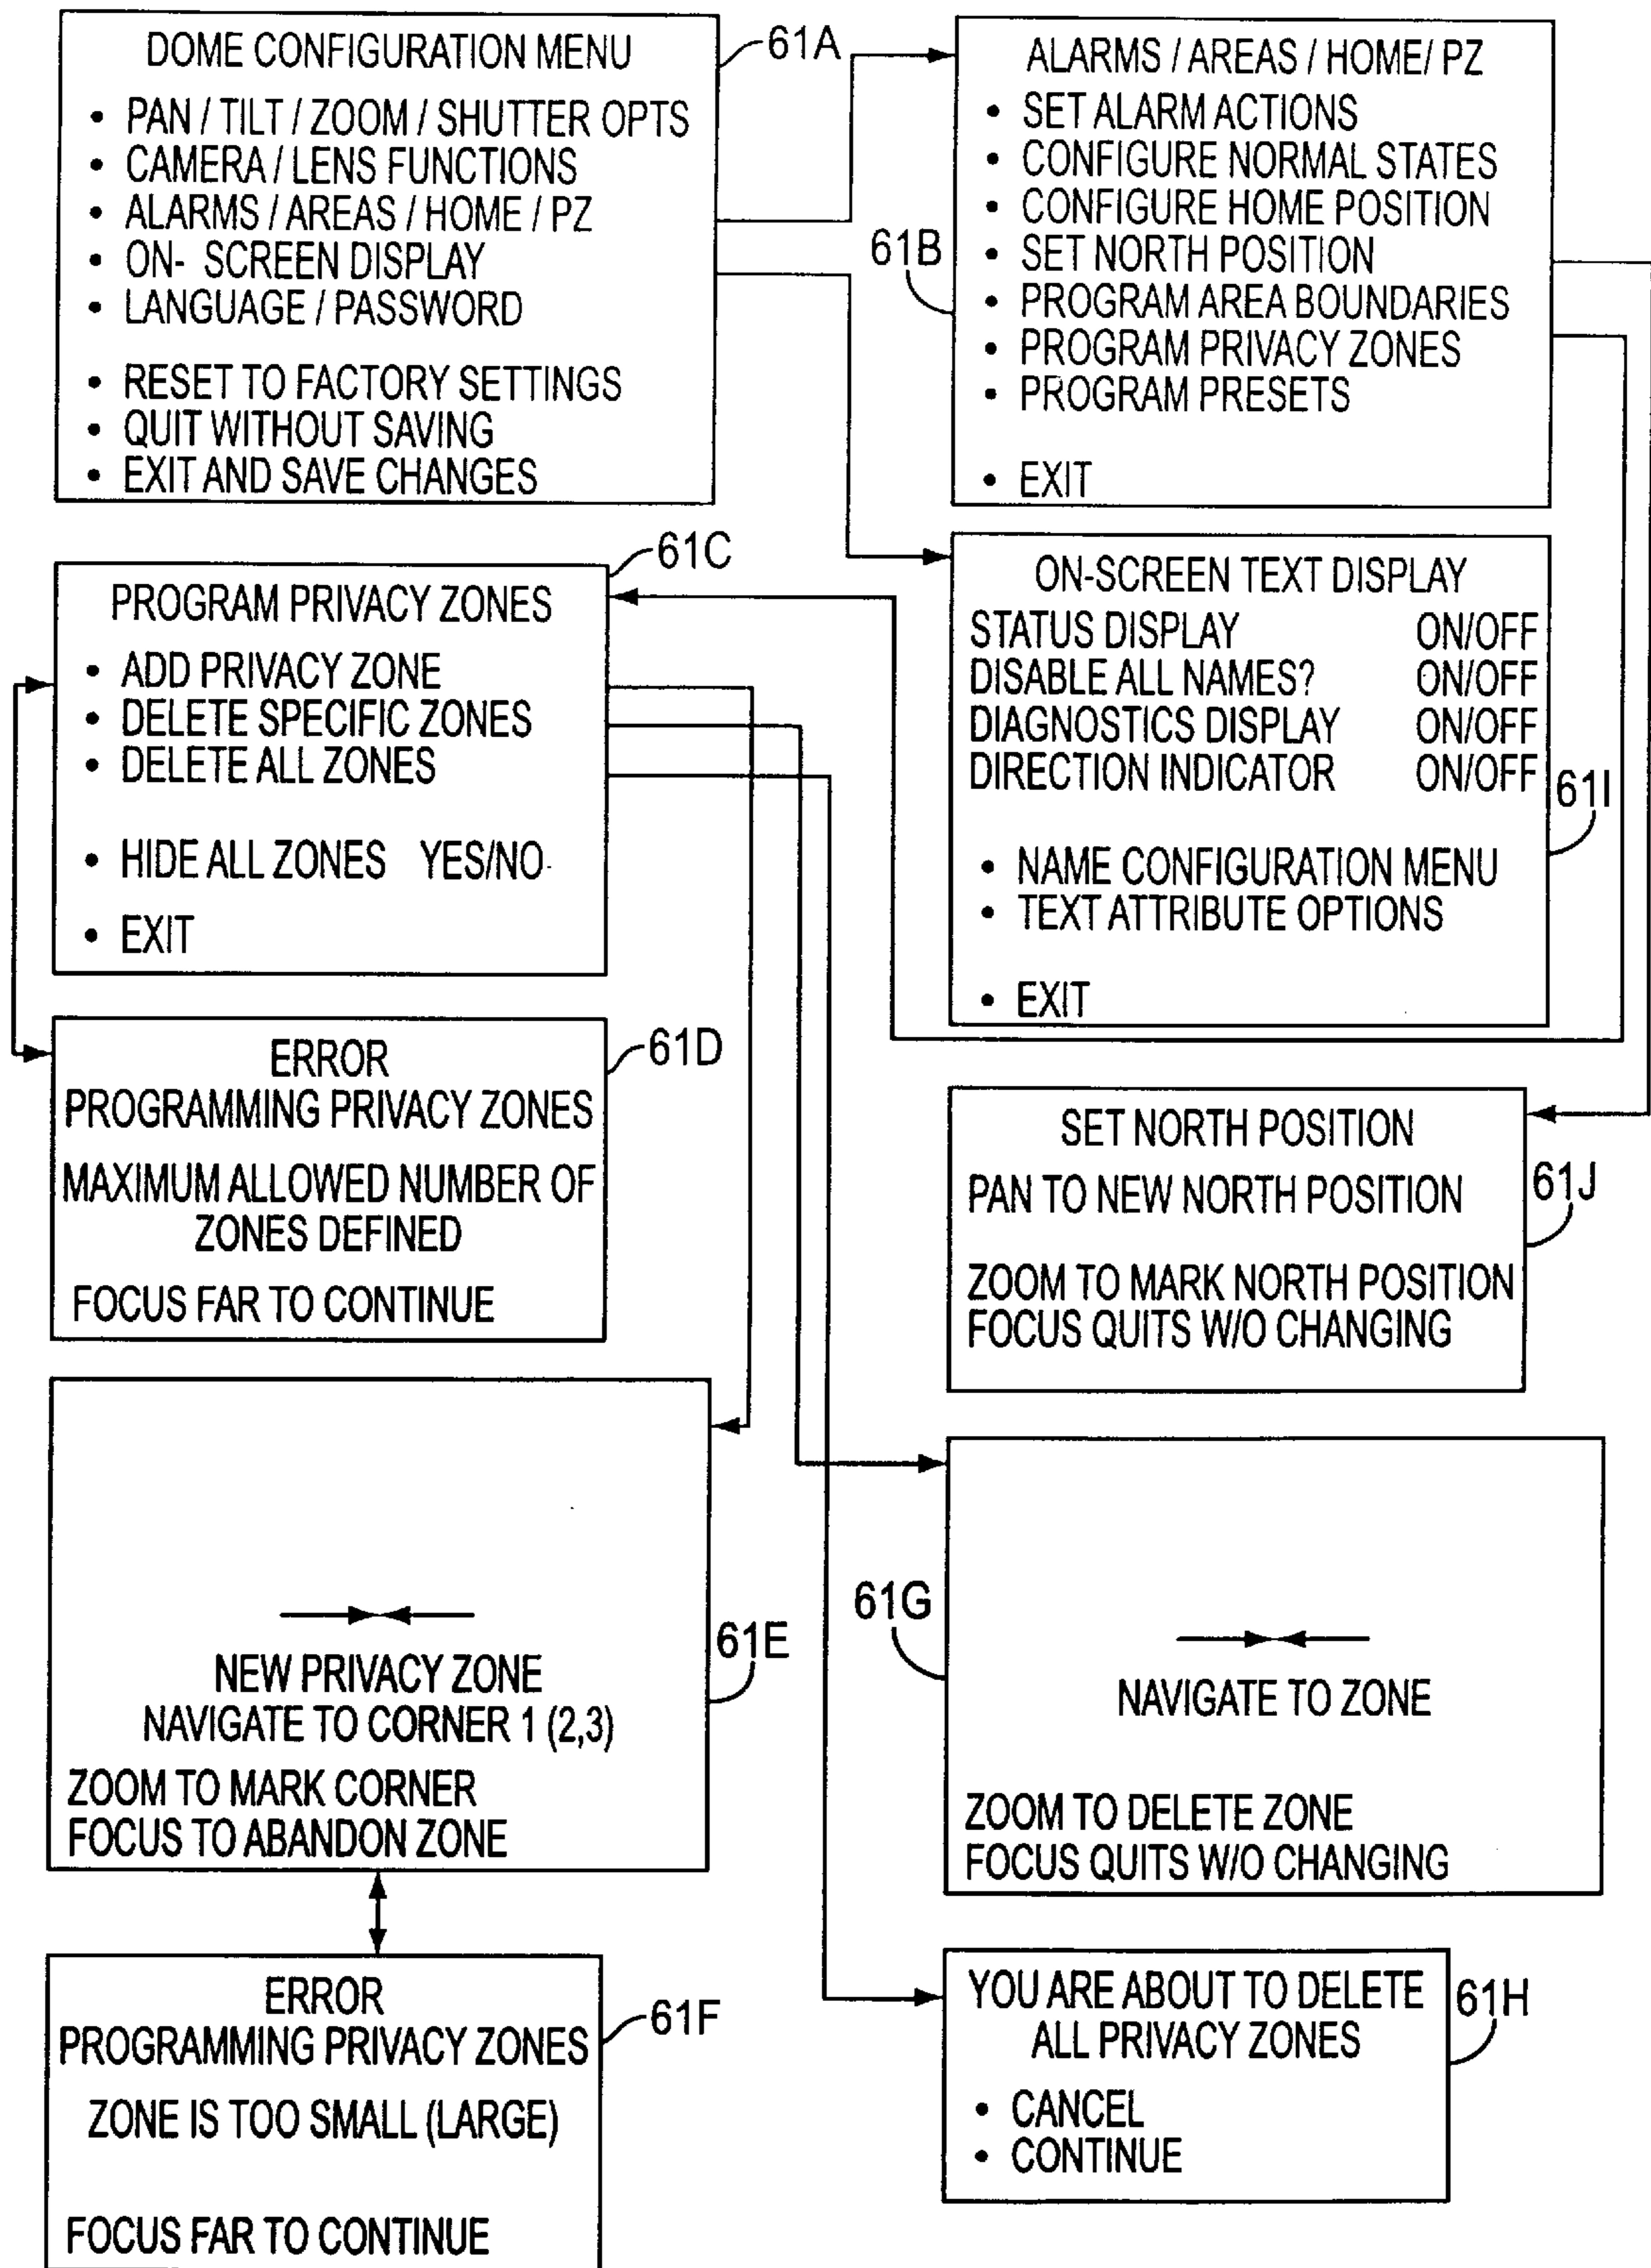 DOME CONFIGURATION MENU
• PAN / TILT / ZOOM / SHUTTER OPTS
• CAMERA / LENS FUNCTIONS
• ALARMS / AREAS / HOME / PZ
• ON- SCREEN DISPLAY
• LANGUAGE / PASSWORD
• RESET TO FACTORY SETTINGS
• QUIT WITHOUT SAVING
• EXIT AND SAVE CHANGES
61A
ALARMS / AREAS / HOME/ PZ
• SET ALARM ACTIONS
• CONFIGURE NORMAL STATES
• CONFIGURE HOME POSITION
• SET NORTH POSITION
• PROGRAM AREA BOUNDARIES
• PROGRAM PRIVACY ZONES
• PROGRAM PRESETS
• EXIT
61B
61C
PROGRAM PRIVACY ZONES
• ADD PRIVACY ZONE
• DELETE SPECIFIC ZONES
• DELETE ALL ZONES
• HIDE ALL ZONES YES/NO
• EXIT
ON-SCREEN TEXT DISPLAY
STATUS DISPLAY ON/OFF
DISABLE ALL NAMES? ON/OFF
DIAGNOSTICS DISPLAY ON/OFF
DIRECTION INDICATOR ON/OFF
• NAME CONFIGURATION MENU
• TEXT ATTRIBUTE OPTIONS
• EXIT
61I
ERROR
PROGRAMMING PRIVACY ZONES
MAXIMUM ALLOWED NUMBER OF
ZONES DEFINED
FOCUS FAR TO CONTINUE
61D
SET NORTH POSITION
PAN TO NEW NORTH POSITION
ZOOM TO MARK NORTH POSITION
FOCUS QUITS W/O CHANGING
61J
NEW PRIVACY ZONE
NAVIGATE TO CORNER 1 (2,3)
ZOOM TO MARK CORNER
FOCUS TO ABANDON ZONE
61E
61G
NAVIGATE TO ZONE
ZOOM TO DELETE ZONE
FOCUS QUITS W/O CHANGING
ERROR
PROGRAMMING PRIVACY ZONES
ZONE IS TOO SMALL (LARGE)
FOCUS FAR TO CONTINUE
61F
YOU ARE ABOUT TO DELETE
ALL PRIVACY ZONES
• CANCEL
• CONTINUE
61H